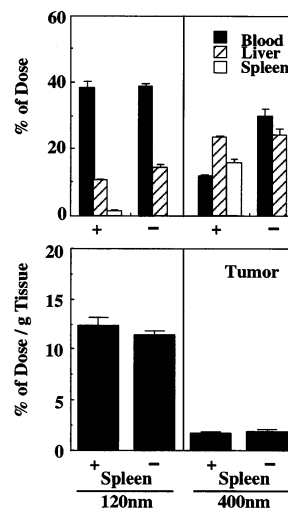 % of Dose
60
40
20
0
Blood
Liver
Spleen
+ − + −
% of Dose / g Tissue
20
15
10
5
0
Tumor
+ − + −
Spleen Spleen
120nm 400nm